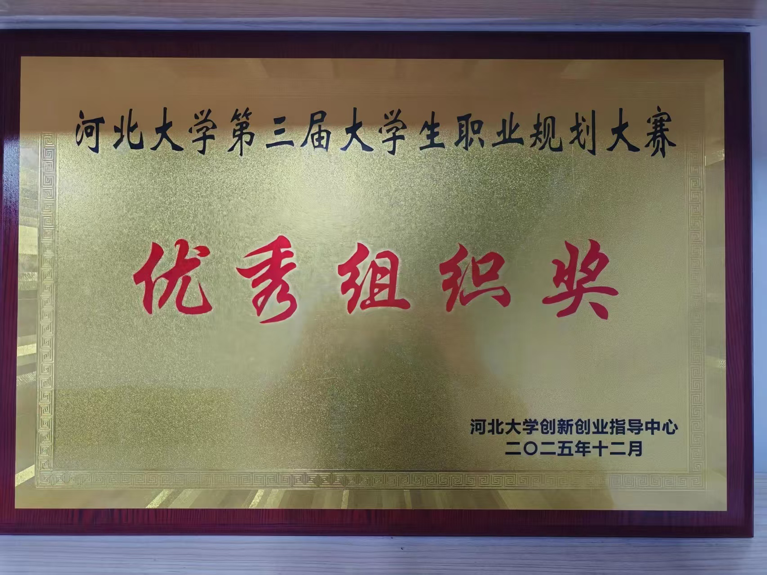 河北大学第三届大学生职业规划大赛
优秀组织奖
河北大学创新创业指导中心
二〇二五年十二月